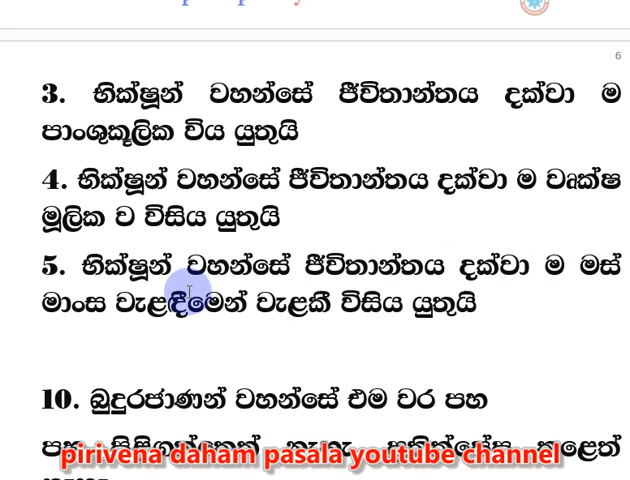 6
3. භික්ෂූන් වහන්සේ ජීවිතාන්තය දක්වා ම
පාංශුකූලික විය යුතුයි
4. භික්ෂූන් වහන්සේ ජීවිතාන්තය දක්වා ම වෘක්ෂ
මූලික ව විසිය යුතුයි
5. භික්ෂූන් වහන්සේ ජීවිතාන්තය දක්වා ම මස්
මාංස වැළඳීමෙන් වැළකී විසිය යුතුයි
10. බුදුරජාණන් වහන්සේ එම වර පහ
pirivena daham pasala youtube channel